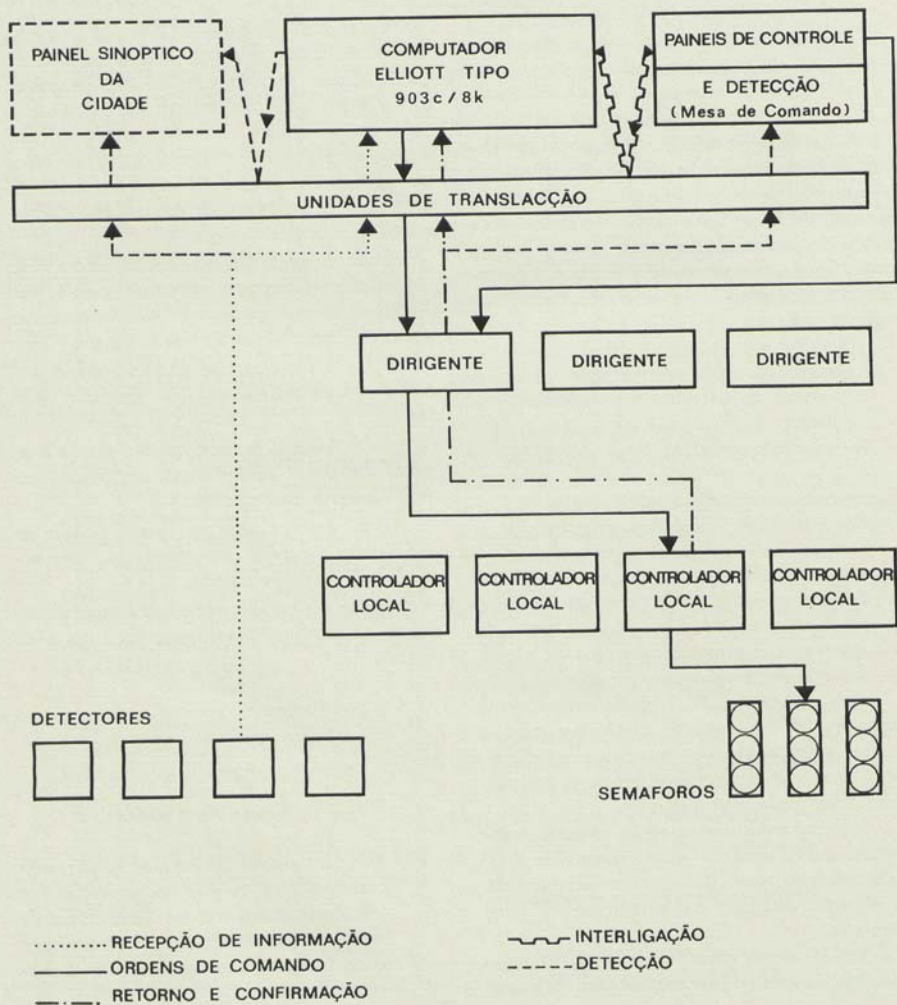 PAINEL SINOPTICO
DA
CIDADE
COMPUTADOR
ELLIOTT TIPO
903c / 8k
PAINEIS DE CONTROLE
E DETECÇÃO
(Mesa de Comando)
UNIDADES DE TRANSLACÇÃO
DIRIGENTE
DIRIGENTE
DIRIGENTE
CONTROLADOR
LOCAL
CONTROLADOR
LOCAL
CONTROLADOR
LOCAL
CONTROLADOR
LOCAL
DETECTORES
SEMAFOROS
RECEPÇÃO DE INFORMAÇÃO
ORDENS DE COMANDO
RETORNO E CONFIRMAÇÃO
INTERLIGAÇÃO
DETECÇÃO